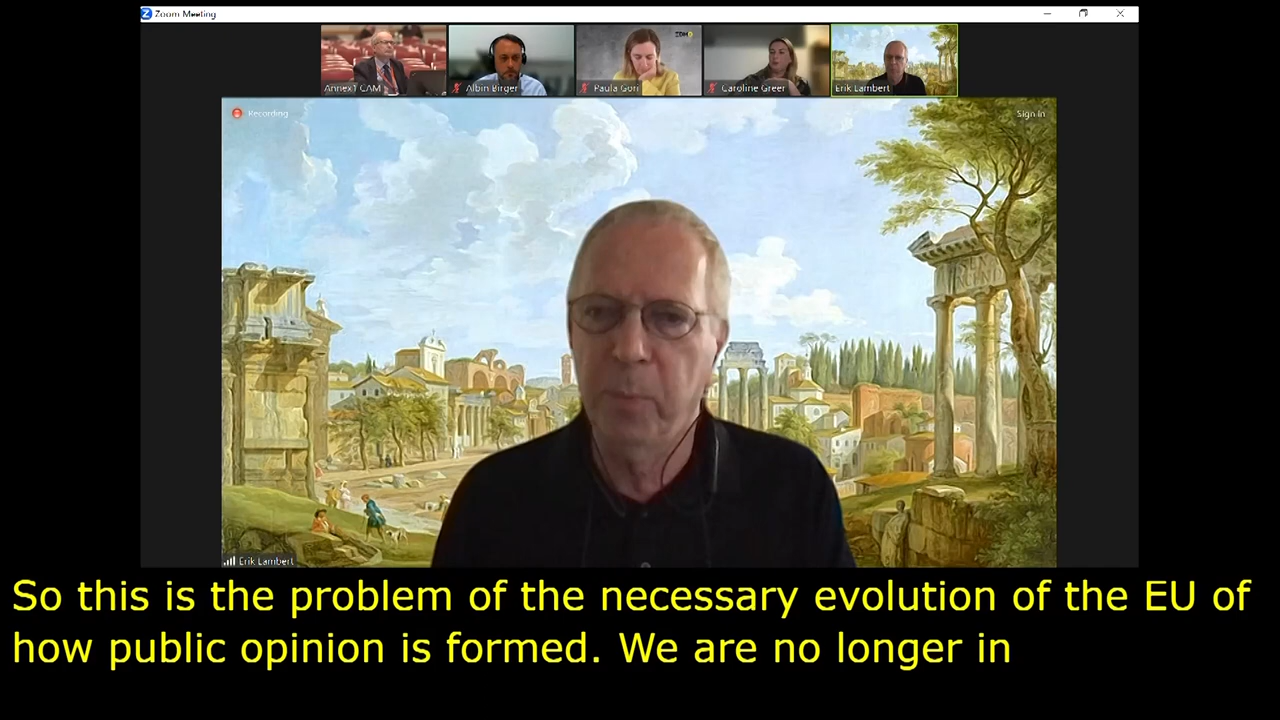 Zoom Meeting
AnnexT CAM
Albin Birger
Paula Gori
Caroline Greer
Erik Lambert
Recording
Sign in
Erik Lambert
So this is the problem of the necessary evolution of the EU of
how public opinion is formed. We are no longer in